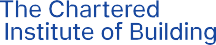 The Chartered
Institute of Building